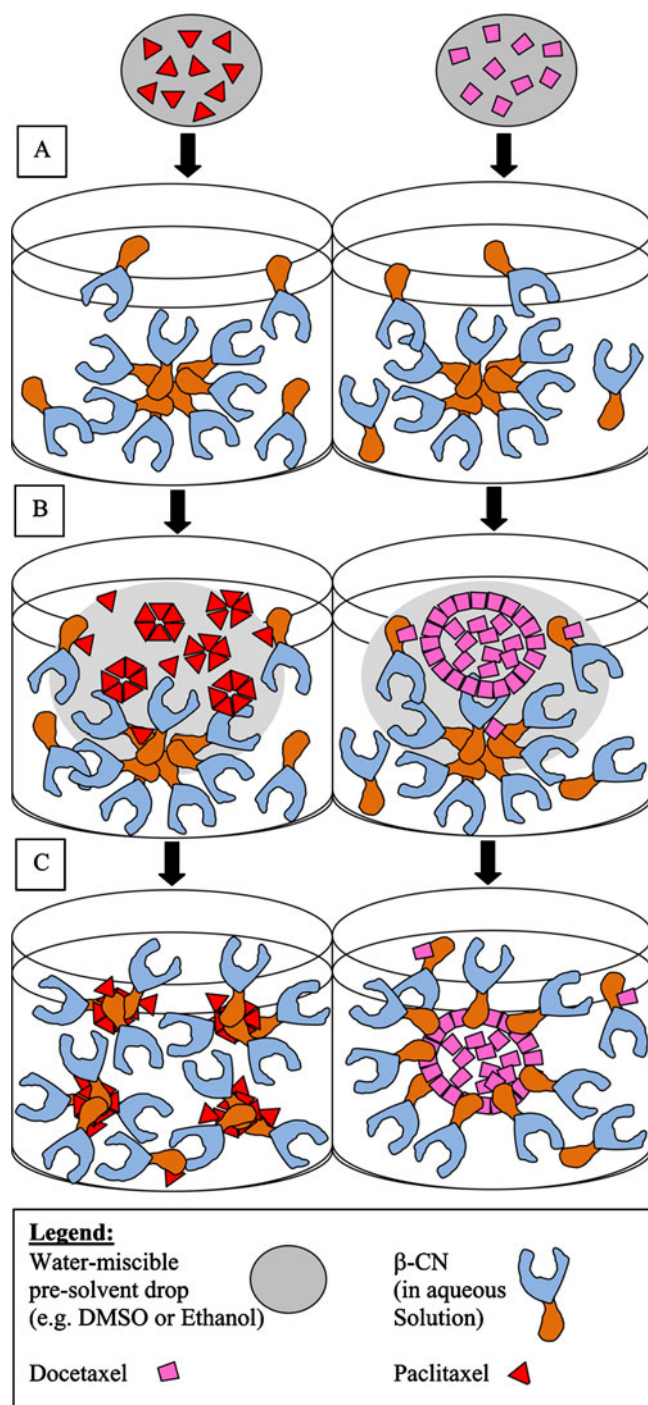 A
B
C
Legend:
Water-miscible
pre-solvent drop
(e.g. DMSO or Ethanol)
β-CN
(in aqueous
Solution)
Docetaxel
Paclitaxel